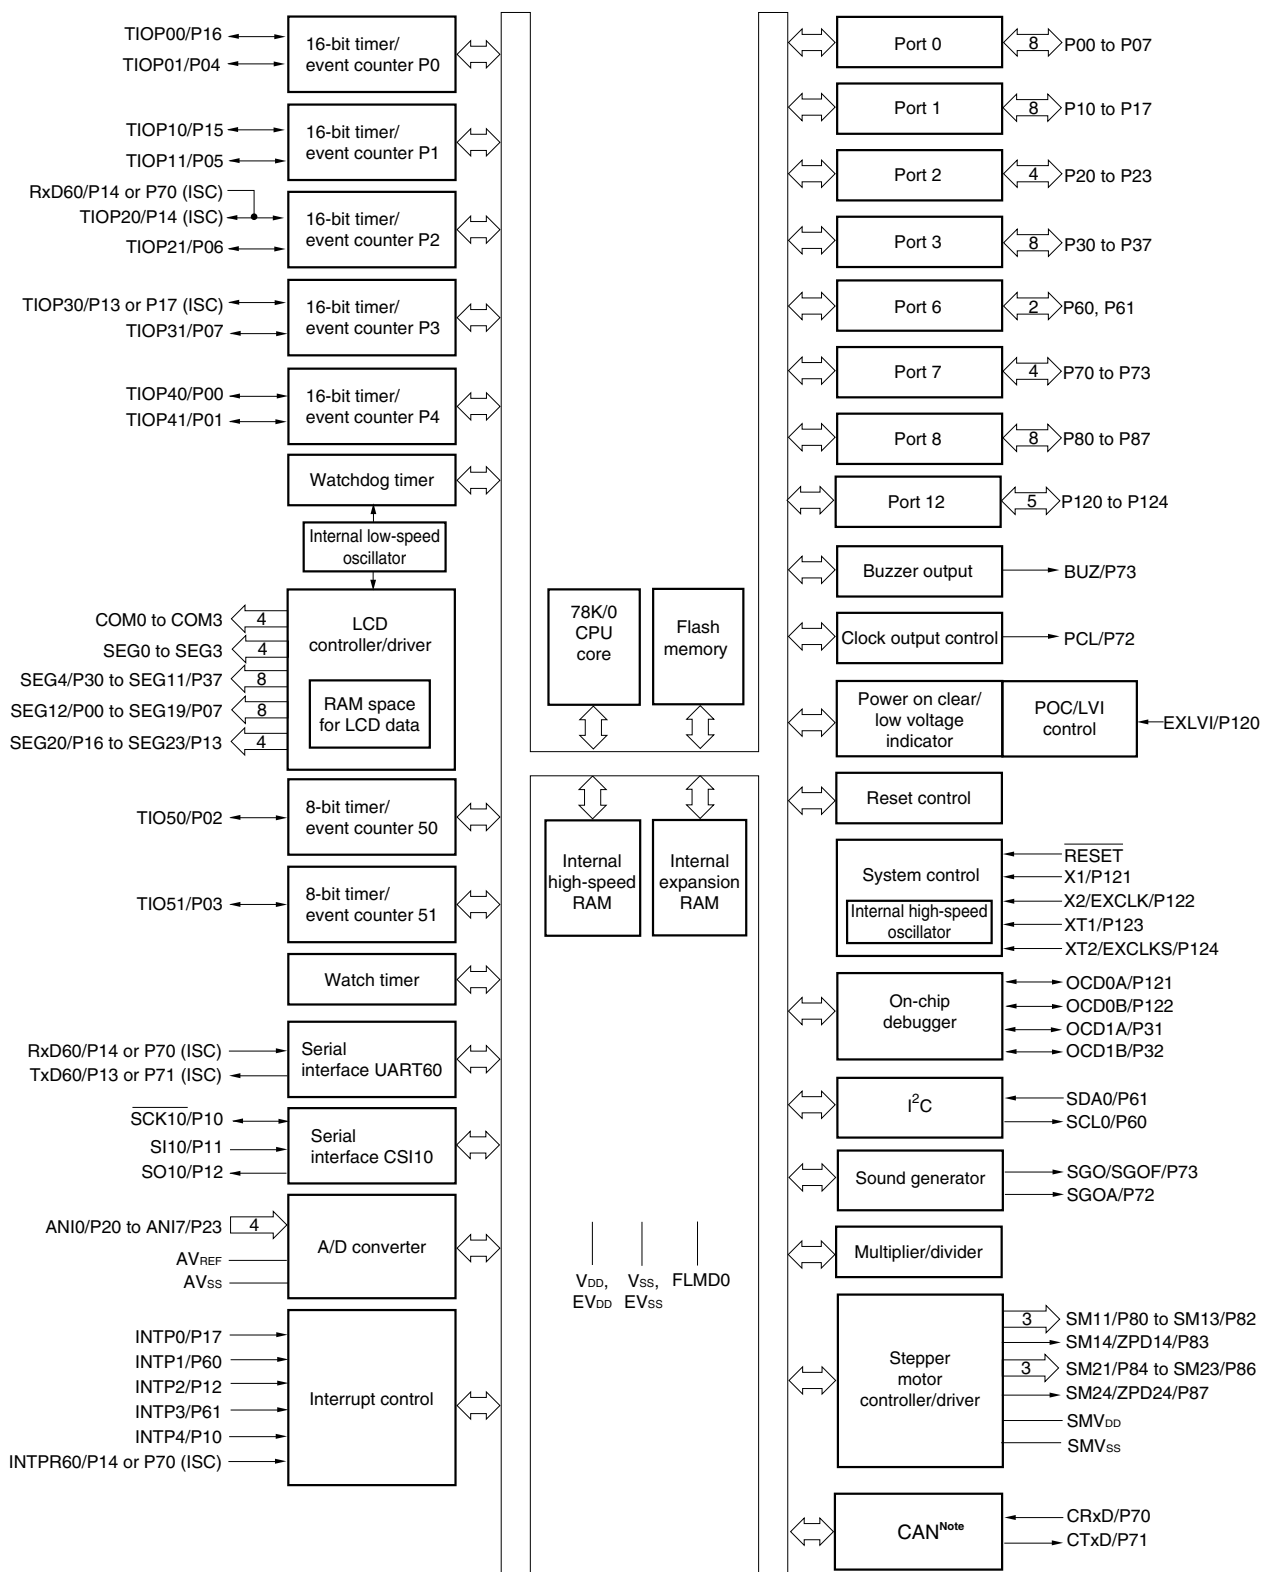 TIOP00/P16
TIOP01/P04
16-bit timer/
event counter P0
TIOP10/P15
TIOP11/P05
16-bit timer/
event counter P1
RxD60/P14 or P70 (ISC)
TIOP20/P14 (ISC)
TIOP21/P06
16-bit timer/
event counter P2
TIOP30/P13 or P17 (ISC)
TIOP31/P07
16-bit timer/
event counter P3
TIOP40/P00
TIOP41/P01
16-bit timer/
event counter P4
Watchdog timer
Internal low-speed
oscillator
COM0 to COM3
4
SEG0 to SEG3
4
SEG4/P30 to SEG11/P37
8
SEG12/P00 to SEG19/P07
8
SEG20/P16 to SEG23/P13
4
LCD
controller/driver
RAM space
for LCD data
TIO50/P02
8-bit timer/
event counter 50
TIO51/P03
8-bit timer/
event counter 51
Watch timer
RxD60/P14 or P70 (ISC)
TxD60/P13 or P71 (ISC)
Serial
interface UART60
SCK10/P10
SI10/P11
SO10/P12
Serial
interface CSI10
ANI0/P20 to ANI7/P23
4
AVREF
AVSS
A/D converter
INTP0/P17
INTP1/P60
INTP2/P12
INTP3/P61
INTP4/P10
INTPR60/P14 or P70 (ISC)
Interrupt control
78K/0
CPU
core
Flash
memory
Internal
high-speed
RAM
Internal
expansion
RAM
VDD,
EVDD
VSS,
EVSS
FLMD0
Port 0
8
P00 to P07
Port 1
8
P10 to P17
Port 2
4
P20 to P23
Port 3
8
P30 to P37
Port 6
2
P60, P61
Port 7
4
P70 to P73
Port 8
8
P80 to P87
Port 12
5
P120 to P124
Buzzer output
BUZ/P73
Clock output control
PCL/P72
Power on clear/
low voltage
indicator
POC/LVI
control
EXLVI/P120
Reset control
System control
Internal high-speed
oscillator
RESET
X1/P121
X2/EXCLK/P122
XT1/P123
XT2/EXCLKS/P124
On-chip
debugger
OCD0A/P121
OCD0B/P122
OCD1A/P31
OCD1B/P32
I2C
SDA0/P61
SCL0/P60
Sound generator
SGO/SGOF/P73
SGOA/P72
Multiplier/divider
Stepper
motor
controller/driver
3
SM11/P80 to SM13/P82
SM14/ZPD14/P83
3
SM21/P84 to SM23/P86
SM24/ZPD24/P87
SMVDD
SMVSS
CANNote
CRxD/P70
CTxD/P71